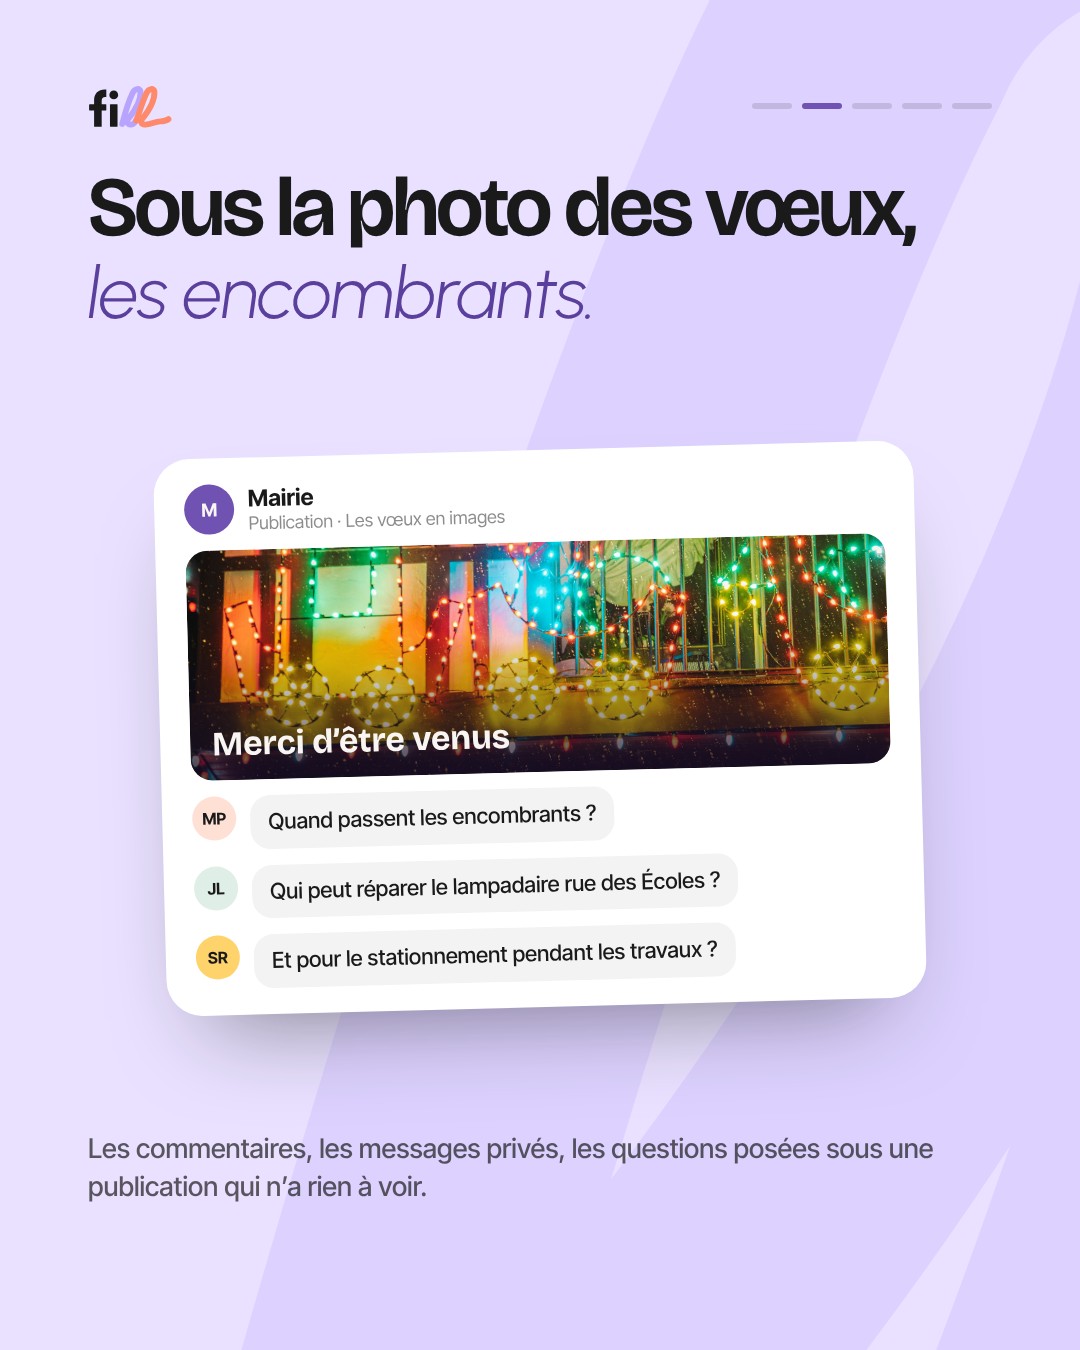 fill
Sous la photo des vœux,
les encombrants.
M
Mairie
Publication · Les vœux en images
Merci d’être venus
MP
Quand passent les encombrants ?
JL
Qui peut réparer le lampadaire rue des Écoles ?
SR
Et pour le stationnement pendant les travaux ?
Les commentaires, les messages privés, les questions posées sous une
publication qui n’a rien à voir.